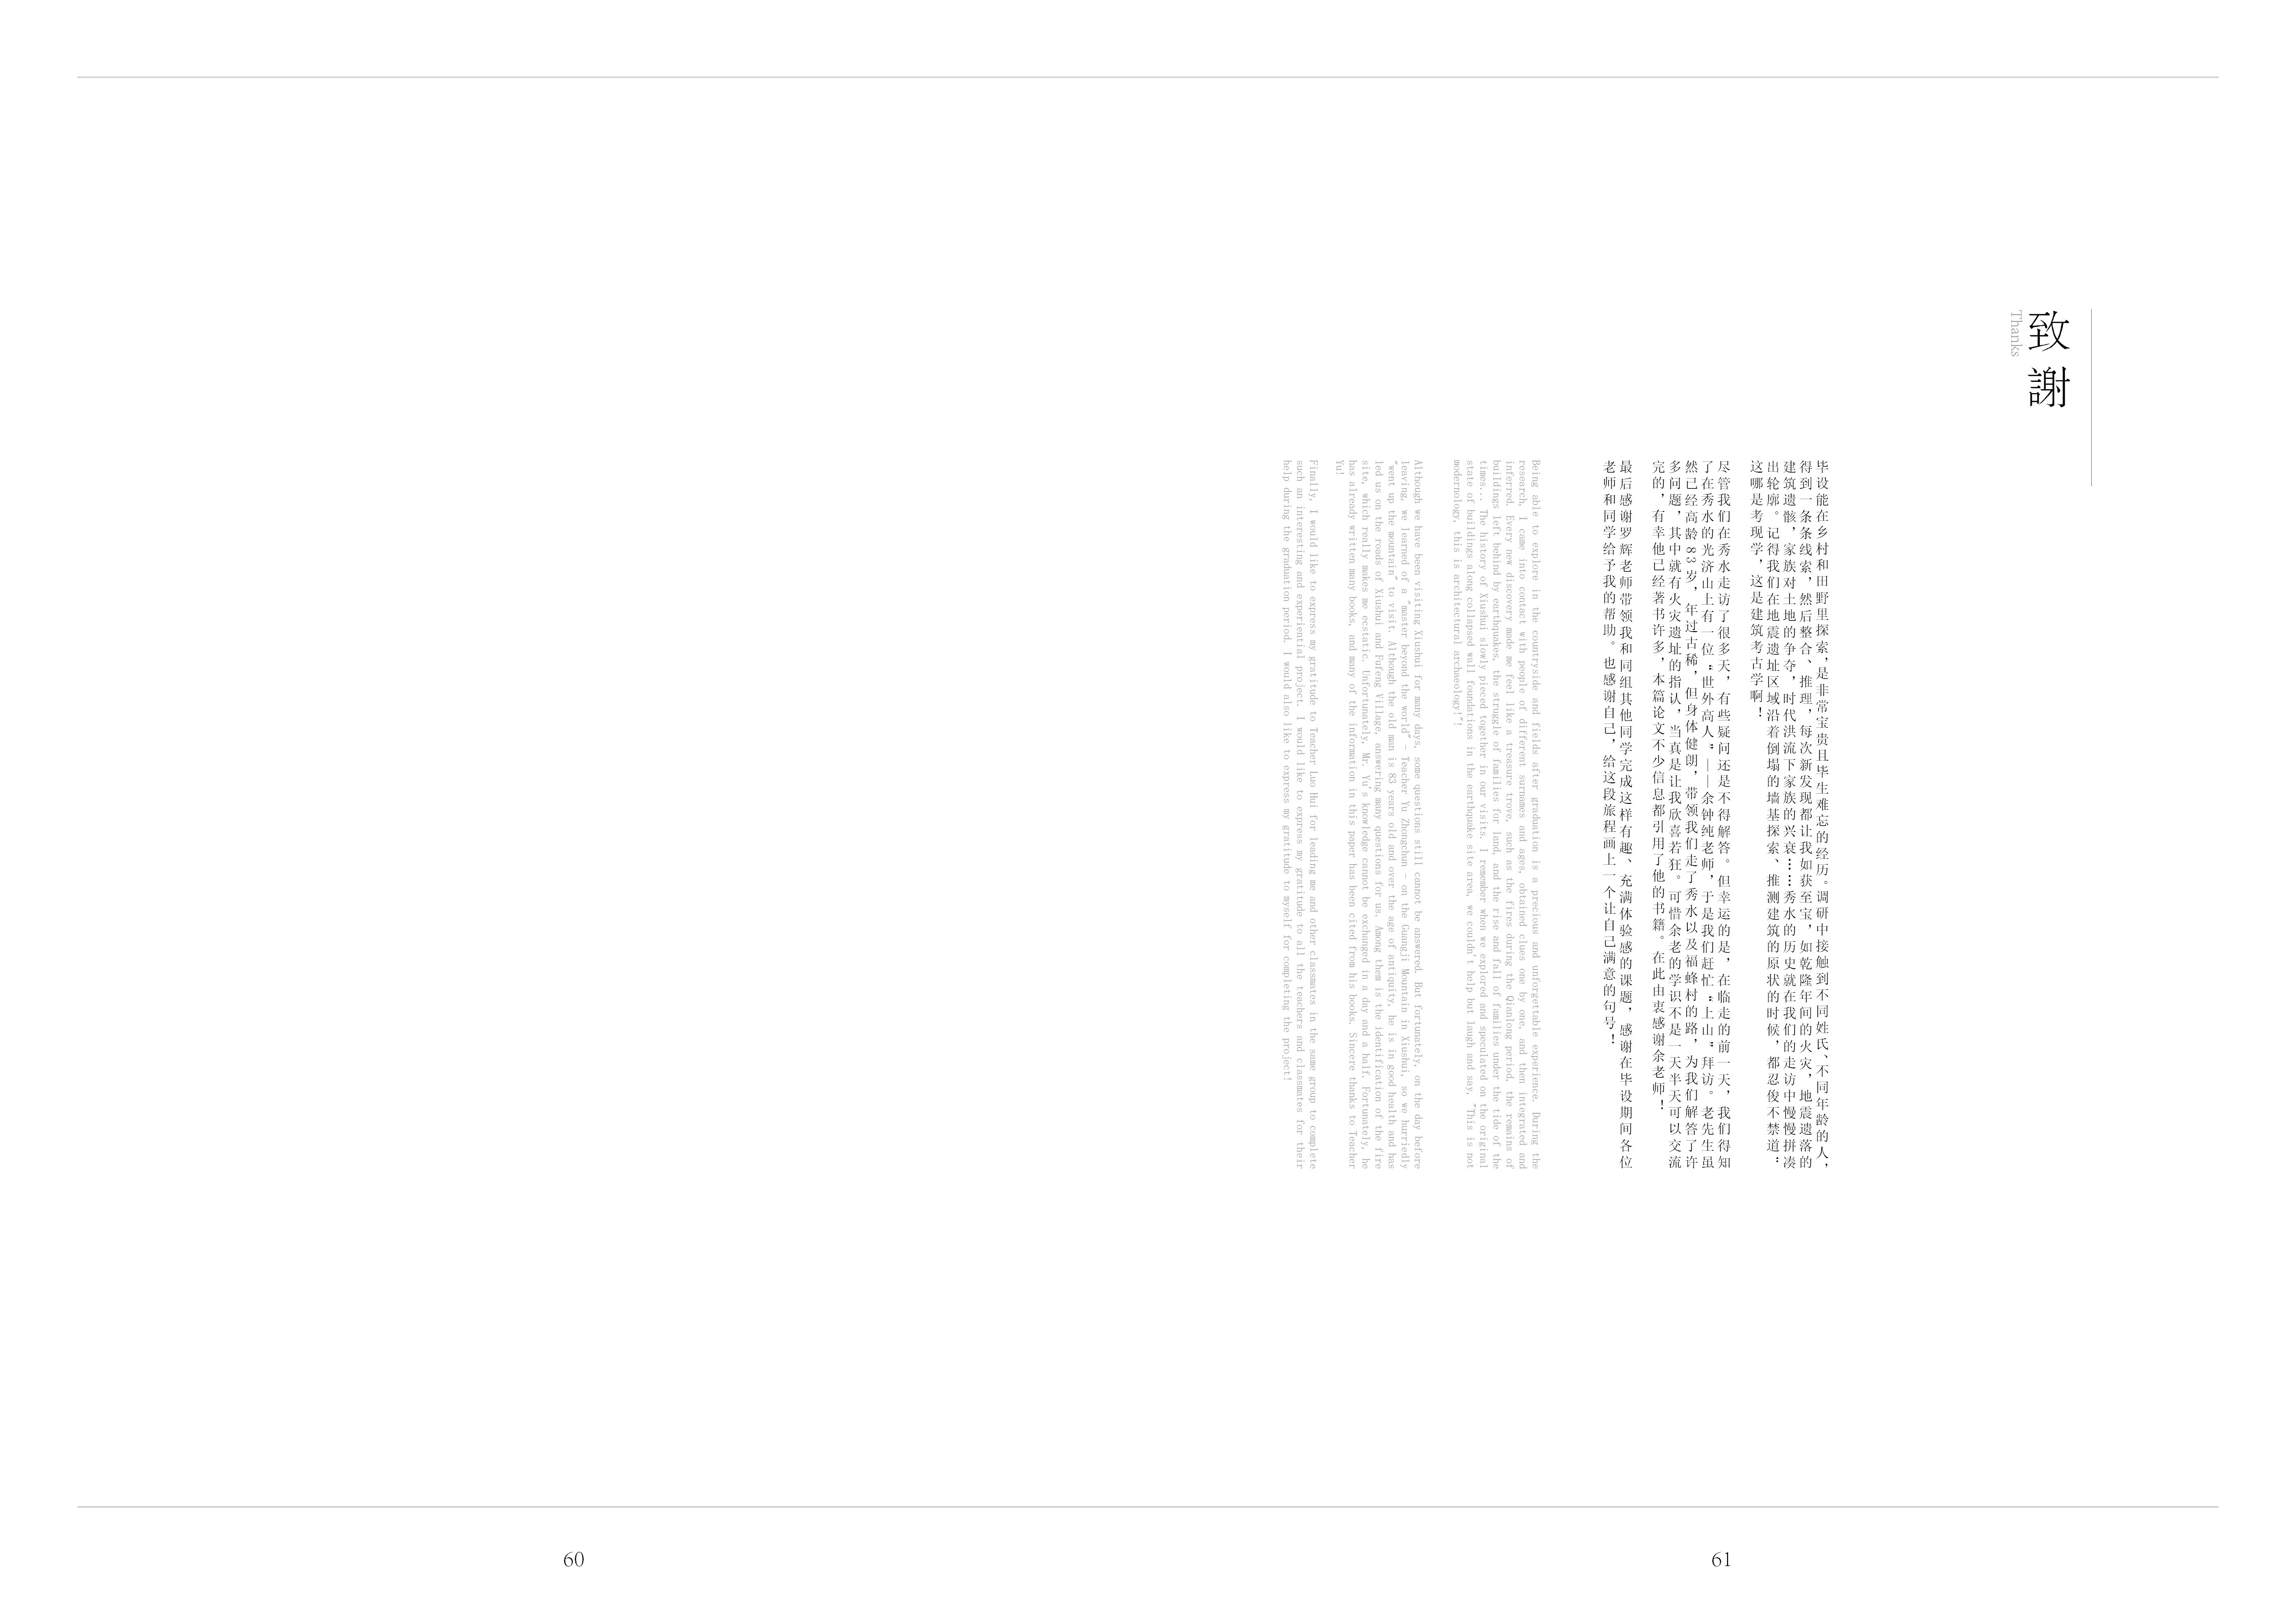 致謝
Thanks
毕设能在乡村和田野里探索，是非常宝贵且毕生难忘的经历。调研中接触到不同姓氏、不同年龄的人，
得到一条条线索，然后整合、推理，每次新发现都让我如获至宝，如乾隆年间的火灾，地震遗落的
建筑遗骸，家族对土地的争夺，时代洪流下家族的兴衰……秀水的历史就在我们的走访中慢慢拼凑
出轮廓。记得我们在地震遗址区域沿着倒塌的墙基探索、推测建筑的原状的时候，都忍俊不禁道：
这哪是考现学，这是建筑考古学啊！
尽管我们在秀水走访了很多天，有些疑问还是不得解答。但幸运的是，在临走的前一天，我们得知
了在秀水的光济山上有一位“世外高人”——余钟纯老师，于是我们赶忙“上山”拜访。老先生虽
然已经高龄83岁，年过古稀，但身体健朗，带领我们走了秀水以及福蜂村的路，为我们解答了许
多问题，其中就有火灾遗址的指认，当真是让我欣喜若狂。可惜余老的学识不是一天半天可以交流
完的，有幸他已经著书许多，本篇论文不少信息都引用了他的书籍。在此由衷感谢余老师！
最后感谢罗辉老师带领我和同组其他同学完成这样有趣、充满体验感的课题，感谢在毕设期间各位
老师和同学给予我的帮助。也感谢自己，给这段旅程画上一个让自己满意的句号！
Being able to explore in the countryside and fields after graduation is a precious and unforgettable experience. During the
research, I came into contact with people of different surnames and ages, obtained clues one by one, and then integrated and
inferred. Every new discovery made me feel like a treasure trove, such as the fires during the Qianlong period, the remains of
buildings left behind by earthquakes, the struggle of families for land, and the rise and fall of families under the tide of the
times... The history of Xiushui slowly pieced together in our visits. I remember when we explored and speculated on the original
state of buildings along collapsed wall foundations in the earthquake site area, we couldn't help but laugh and say, "This is not
modernology, this is architectural archaeology!"!
Although we have been visiting Xiushui for many days, some questions still cannot be answered. But fortunately, on the day before
leaving, we learned of a "master beyond the world" - Teacher Yu Zhongchun - on the Guangji Mountain in Xiushui, so we hurriedly
"went up the mountain" to visit. Although the old man is 83 years old and over the age of antiquity, he is in good health and has
led us on the roads of Xiushui and Fufeng Village, answering many questions for us. Among them is the identification of the fire
site, which really makes me ecstatic. Unfortunately, Mr. Yu's knowledge cannot be exchanged in a day and a half. Fortunately, he
has already written many books, and many of the information in this paper has been cited from his books. Sincere thanks to Teacher
Yu!
Finally, I would like to express my gratitude to Teacher Luo Hui for leading me and other classmates in the same group to complete
such an interesting and experiential project. I would like to express my gratitude to all the teachers and classmates for their
help during the graduation period. I would also like to express my gratitude to myself for completing the project!
60
61